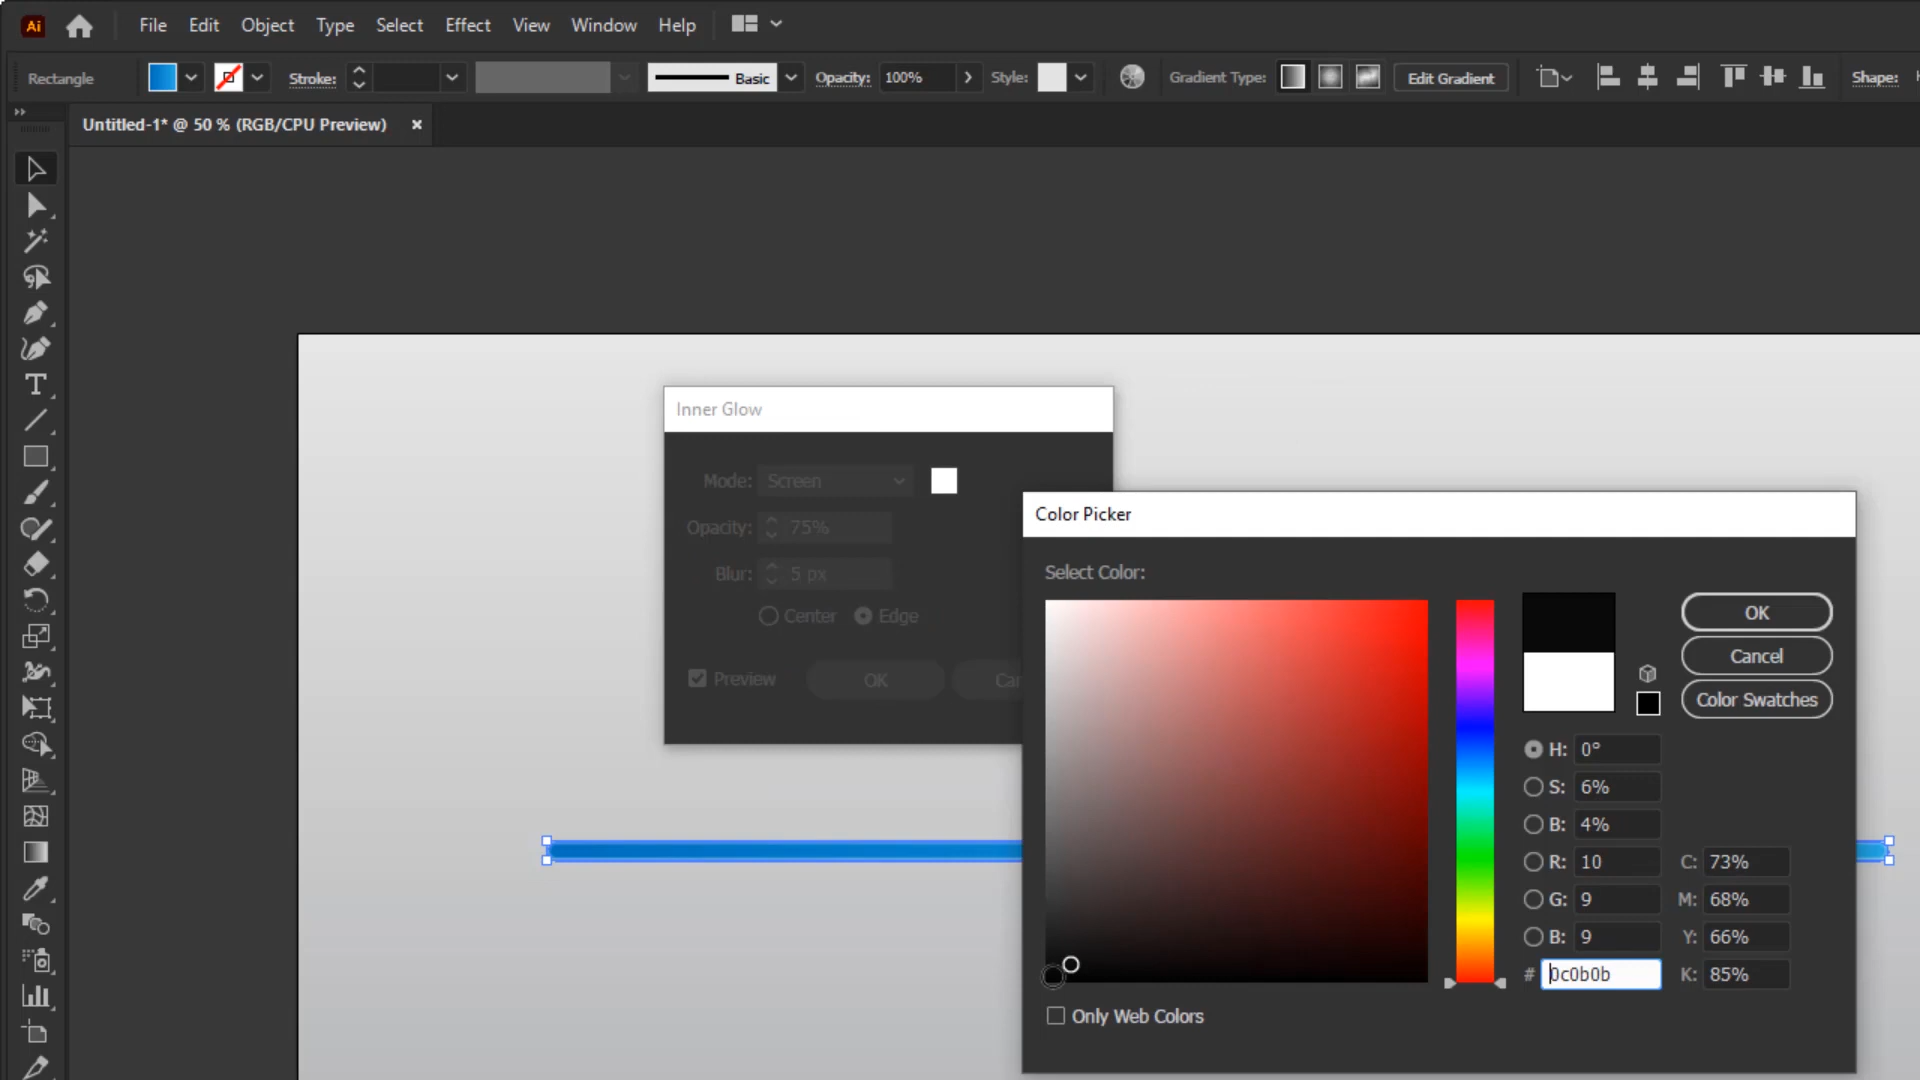 Ai File Edit Object Type Select Effect View Window Help
Rectangle Stroke: Basic Opacity: 100% Style: Gradient Type: Edit Gradient Shape:
Untitled-1* @ 50 % (RGB/CPU Preview) ×
Inner Glow
Mode: Screen
Opacity: 75%
Blur: 5 px
Center Edge
Preview OK
Color Picker
Select Color:
OK
Cancel
Color Swatches
H: 0°
S: 6%
B: 4%
R: 10 C: 73%
G: 9 M: 68%
B: 9 Y: 66%
# 0c0b0b K: 85%
Only Web Colors